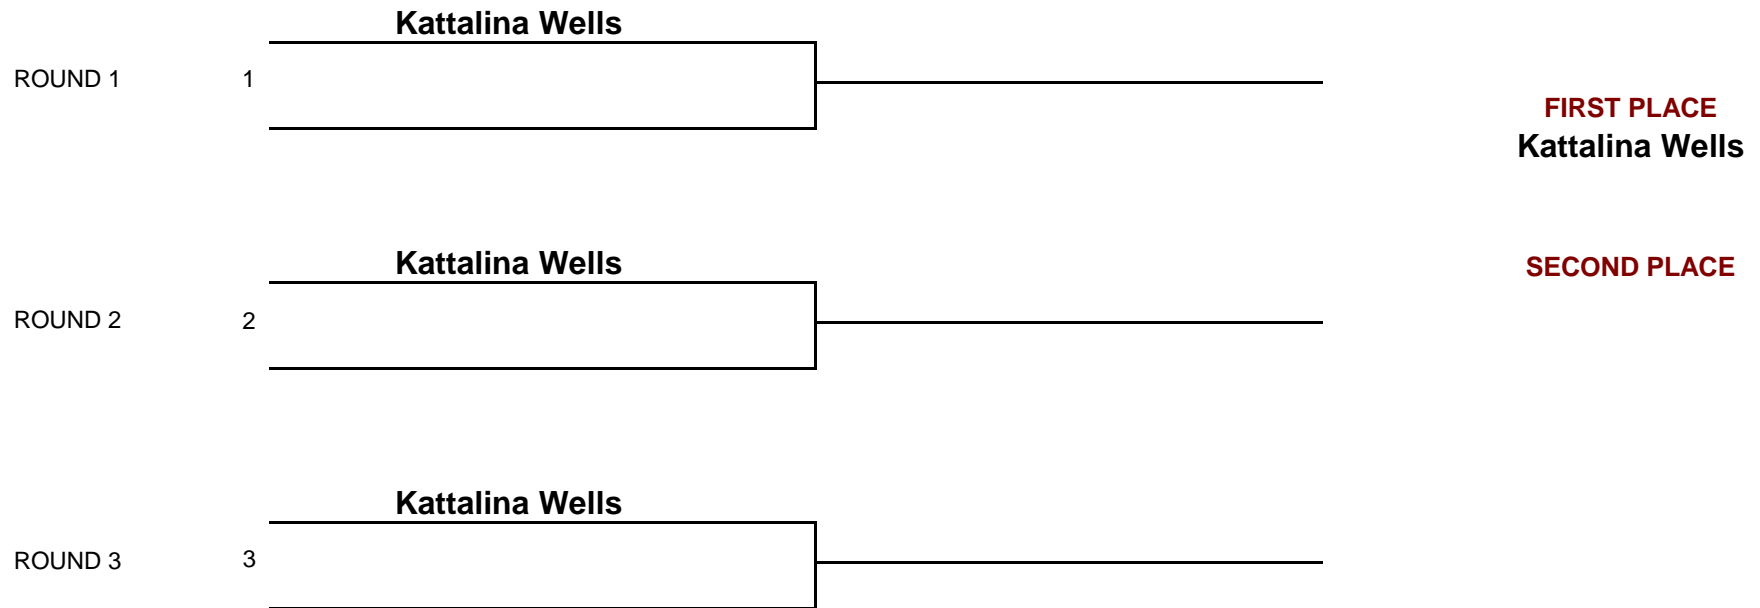 Kattalina Wells
ROUND 1
1
FIRST PLACE
Kattalina Wells
Kattalina Wells
SECOND PLACE
ROUND 2
2
Kattalina Wells
ROUND 3
3